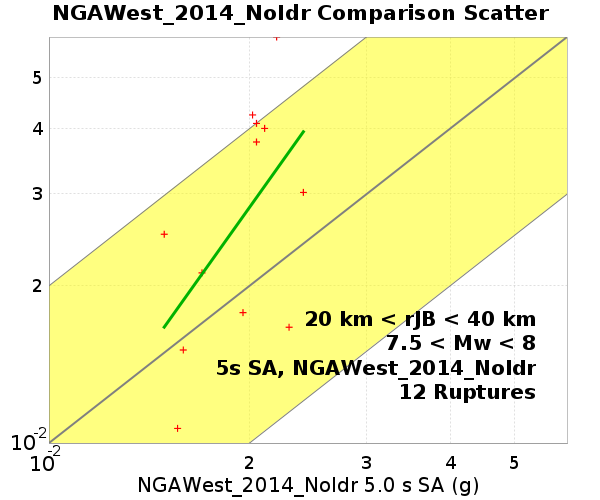 NGAWest_2014_NoIdr Comparison Scatter
5
4
3
2
10-2
10-2
2
3
4
5
20 km < rJB < 40 km
7.5 < Mw < 8
5s SA, NGAWest_2014_NoIdr
12 Ruptures
NGAWest_2014_NoIdr 5.0 s SA (g)